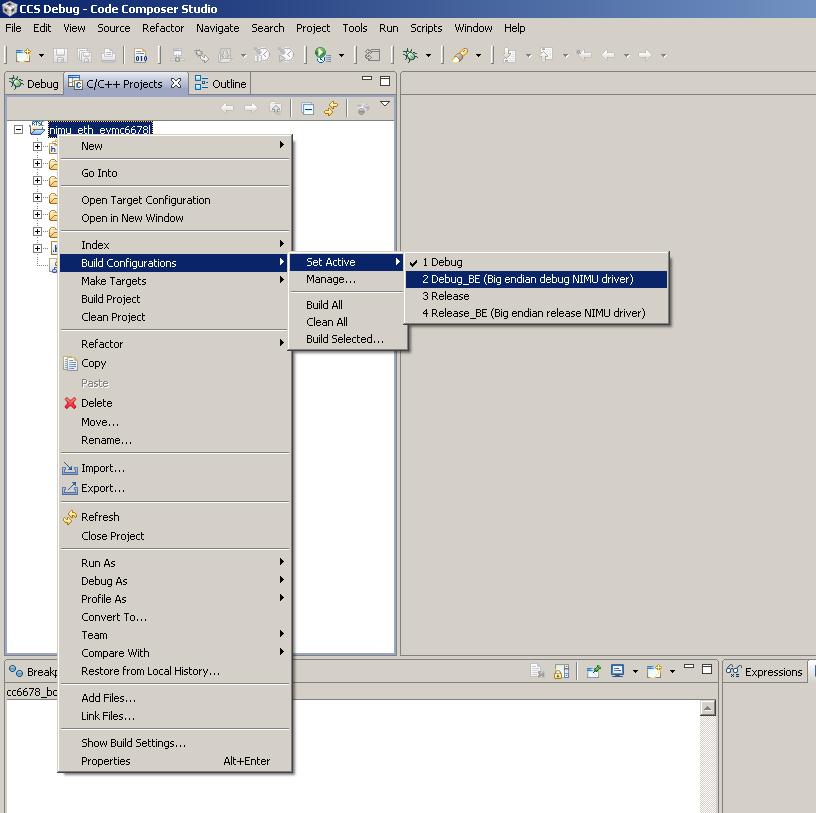 CCS Debug - Code Composer Studio
File Edit View Source Refactor Navigate Search Project Tools Run Scripts Window Help
Debug C/C++ Projects Outline
nimu_eth_evmc6678l
New
Go Into
Open Target Configuration
Open in New Window
Index
Build Configurations
Set Active
1 Debug
Make Targets
Manage...
2 Debug_BE (Big endian debug NIMU driver)
Build Project
Build All
3 Release
Clean Project
Clean All
4 Release_BE (Big endian release NIMU driver)
Refactor
Build Selected...
Copy
Paste
Delete
Move...
Rename...
Import...
Export...
Refresh
Close Project
Run As
Debug As
Profile As
Convert To...
Team
Compare With
Restore from Local History...
Breakp
Expressions
cc6678_bo
Add Files...
Link Files...
Show Build Settings...
Properties Alt+Enter